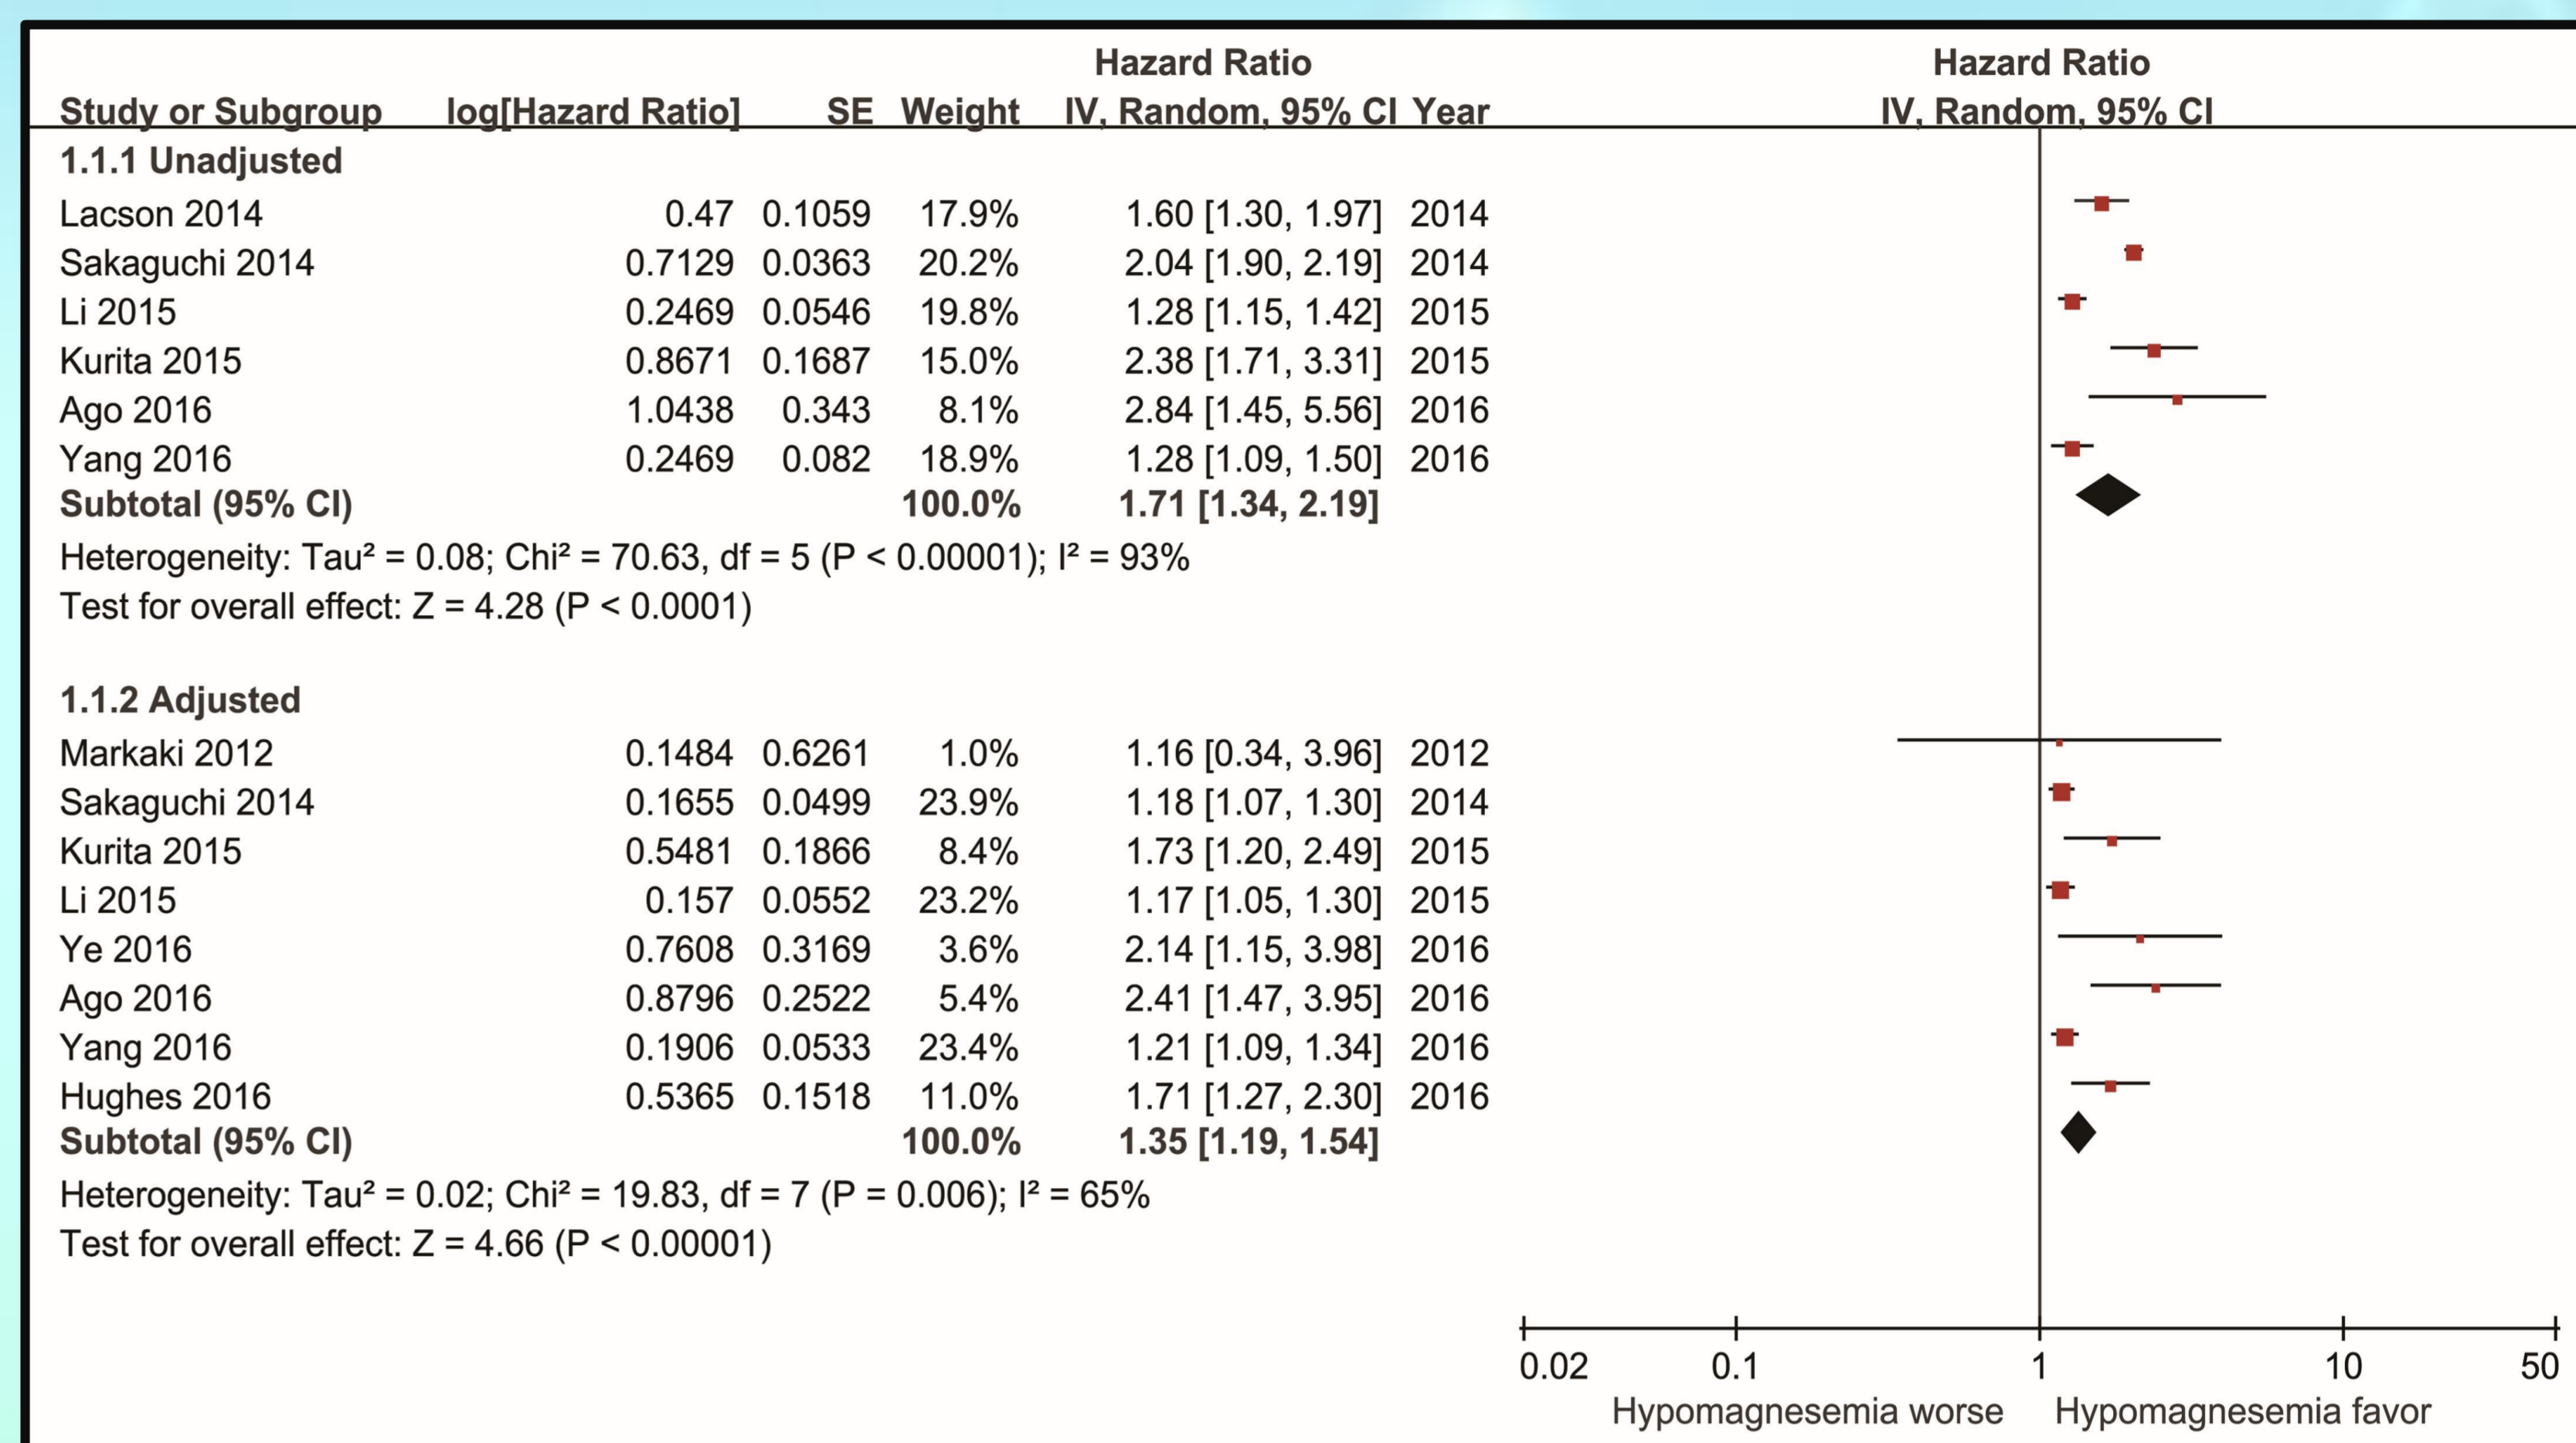 Hazard Ratio Hazard Ratio
Study or Subgroup log[Hazard Ratio] SE Weight IV, Random, 95% CI Year IV, Random, 95% CI
1.1.1 Unadjusted
Lacson 2014 0.47 0.1059 17.9% 1.60 [1.30, 1.97] 2014
Sakaguchi 2014 0.7129 0.0363 20.2% 2.04 [1.90, 2.19] 2014
Li 2015 0.2469 0.0546 19.8% 1.28 [1.15, 1.42] 2015
Kurita 2015 0.8671 0.1687 15.0% 2.38 [1.71, 3.31] 2015
Ago 2016 1.0438 0.343 8.1% 2.84 [1.45, 5.56] 2016
Yang 2016 0.2469 0.082 18.9% 1.28 [1.09, 1.50] 2016
Subtotal (95% CI) 100.0% 1.71 [1.34, 2.19]
Heterogeneity: Tau² = 0.08; Chi² = 70.63, df = 5 (P < 0.00001); I² = 93%
Test for overall effect: Z = 4.28 (P < 0.0001)
1.1.2 Adjusted
Markaki 2012 0.1484 0.6261 1.0% 1.16 [0.34, 3.96] 2012
Sakaguchi 2014 0.1655 0.0499 23.9% 1.18 [1.07, 1.30] 2014
Kurita 2015 0.5481 0.1866 8.4% 1.73 [1.20, 2.49] 2015
Li 2015 0.157 0.0552 23.2% 1.17 [1.05, 1.30] 2015
Ye 2016 0.7608 0.3169 3.6% 2.14 [1.15, 3.98] 2016
Ago 2016 0.8796 0.2522 5.4% 2.41 [1.47, 3.95] 2016
Yang 2016 0.1906 0.0533 23.4% 1.21 [1.09, 1.34] 2016
Hughes 2016 0.5365 0.1518 11.0% 1.71 [1.27, 2.30] 2016
Subtotal (95% CI) 100.0% 1.35 [1.19, 1.54]
Heterogeneity: Tau² = 0.02; Chi² = 19.83, df = 7 (P = 0.006); I² = 65%
Test for overall effect: Z = 4.66 (P < 0.00001)
0.02 0.1 1 10 50
Hypomagnesemia worse Hypomagnesemia favor